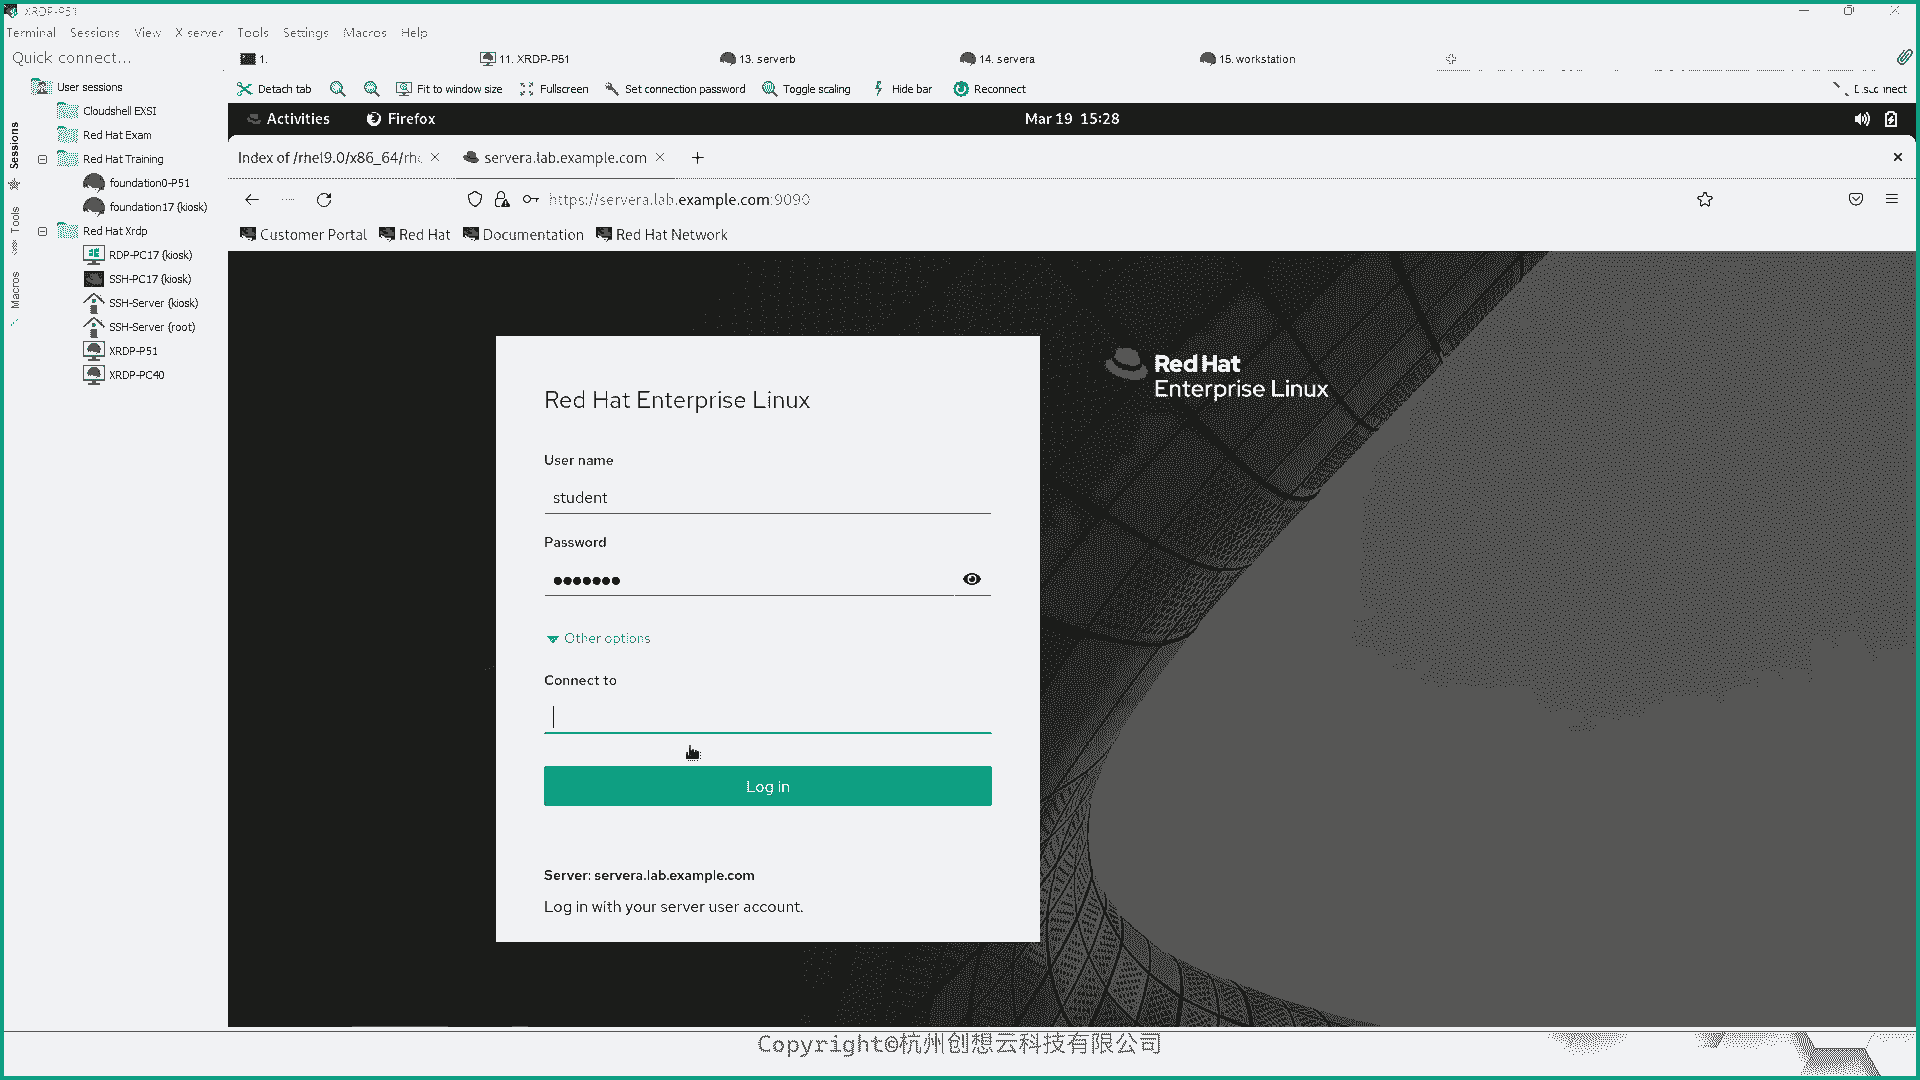 XRDP-P51
Terminal Sessions View X server Tools Settings Macros Help
Quick connect...
1. 11. XRDP-P51 13. serverb 14. servera 15. workstation
Detach tab Fit to window size Fullscreen Set connection password Toggle scaling Hide bar Reconnect
Sessions
Tools
Macros
User sessions
Cloudshell EXSI
Red Hat Exam
Red Hat Training
foundation0-P51
foundation17 (kiosk)
Red Hat Xrdp
RDP-PC17 (kiosk)
SSH-PC17 (kiosk)
SSH-Server (kiosk)
SSH-Server (root)
XRDP-P51
XRDP-PC40
Activities Firefox Mar 19 15:28
Index of /rhel9.0/x86_64/rh servera.lab.example.com
https://servera.lab.example.com:9090
Customer Portal Red Hat Documentation Red Hat Network
Red Hat
Enterprise Linux
Red Hat Enterprise Linux
User name
student
Password
Other options
Connect to
Log in
Server: servera.lab.example.com
Log in with your server user account.
Copyright©杭州创想云科技有限公司